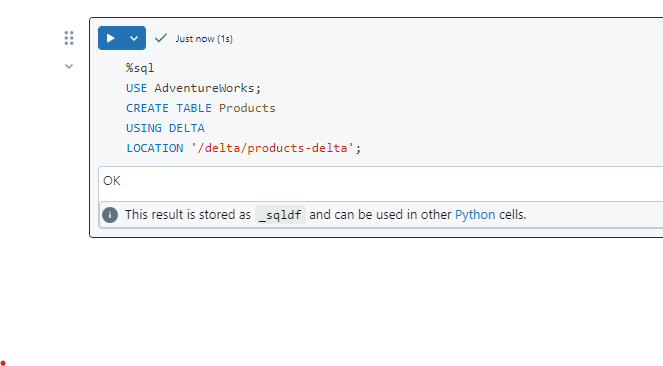 Just now (1s)
%sql
USE AdventureWorks;
CREATE TABLE Products
USING DELTA
LOCATION '/delta/products-delta';
OK
This result is stored as _sqldf and can be used in other Python cells.